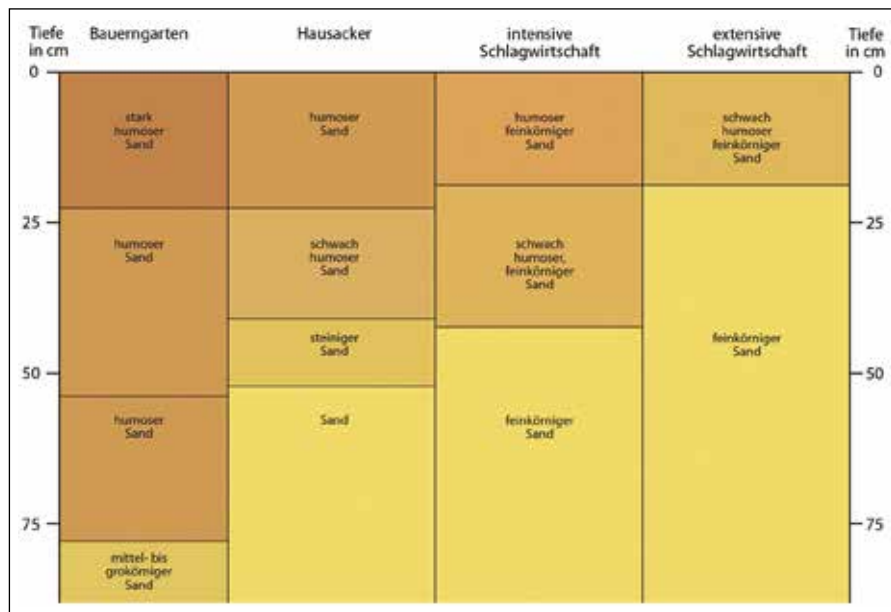 Tiefe
in cm
Bauerngarten
Hausacker
intensive
Schlagwirtschaft
extensive
Schlagwirtschaft
Tiefe
in cm
0
stark
humoser
Sand
humoser
Sand
humoser
feinkörniger
Sand
schwach
humoser
feinkörniger
Sand
0
25
humoser
Sand
schwach
humoser
Sand
schwach
humoser,
feinkörniger
Sand
25
steiniger
Sand
feinkörniger
Sand
50
humoser
Sand
Sand
feinkörniger
Sand
50
75
mittel- bis
grokörniger
Sand
75